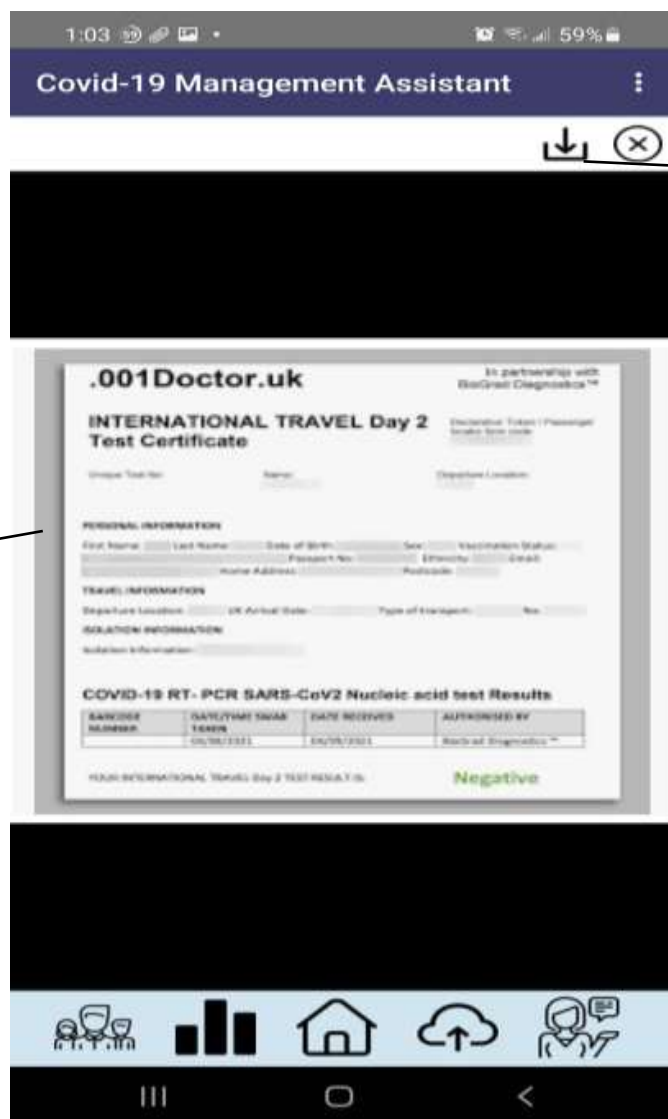 1:03 59%
Covid-19 Management Assistant
.001Doctor.uk
In partnership with
BioGrad Diagnostics™
INTERNATIONAL TRAVEL Day 2
Test Certificate
Unique Test No: Name: Departure Location:
PERSONAL INFORMATION
First Name: Last Name: Date of Birth: Sex: Vaccination Status:
Passport No: Ethnicity: Email:
Home Address: Postcode:
TRAVEL INFORMATION
Departure Location: UK Arrival Date: Type of transport: No:
ISOLATION INFORMATION
Isolation Information:
COVID-19 RT- PCR SARS-CoV2 Nucleic acid test Results
BARCODE NUMBER DATE/TIME SWAB TAKEN DATE RECEIVED AUTHORISED BY
BioGrad Diagnostics ™
YOUR INTERNATIONAL TRAVEL Day 2 TEST RESULT IS: Negative